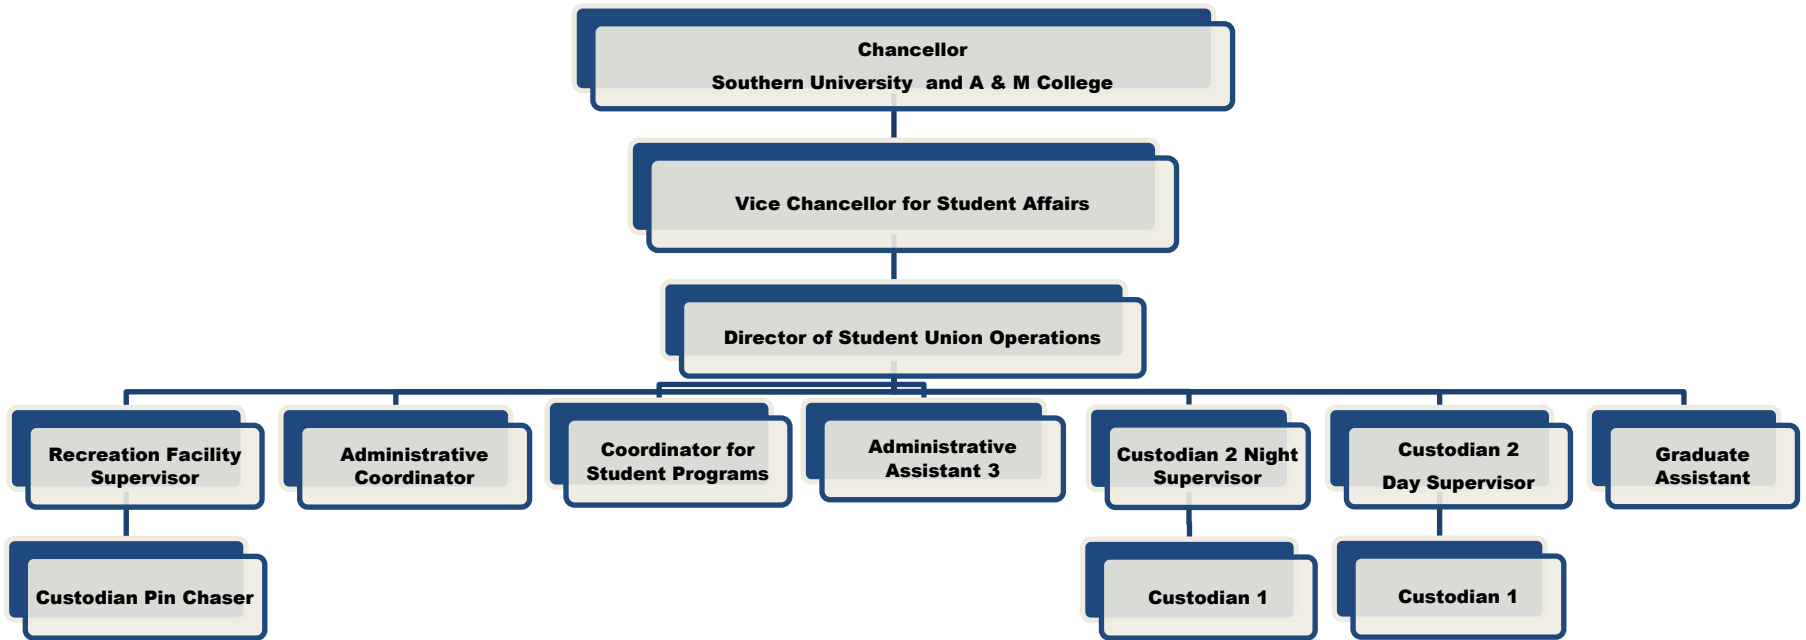 Chancellor
Southern University and A & M College
Vice Chancellor for Student Affairs
Director of Student Union Operations
Recreation Facility
Supervisor
Administrative
Coordinator
Coordinator for
Student Programs
Administrative
Assistant 3
Custodian 2 Night
Supervisor
Custodian 2
Day Supervisor
Graduate
Assistant
Custodian Pin Chaser
Custodian 1
Custodian 1